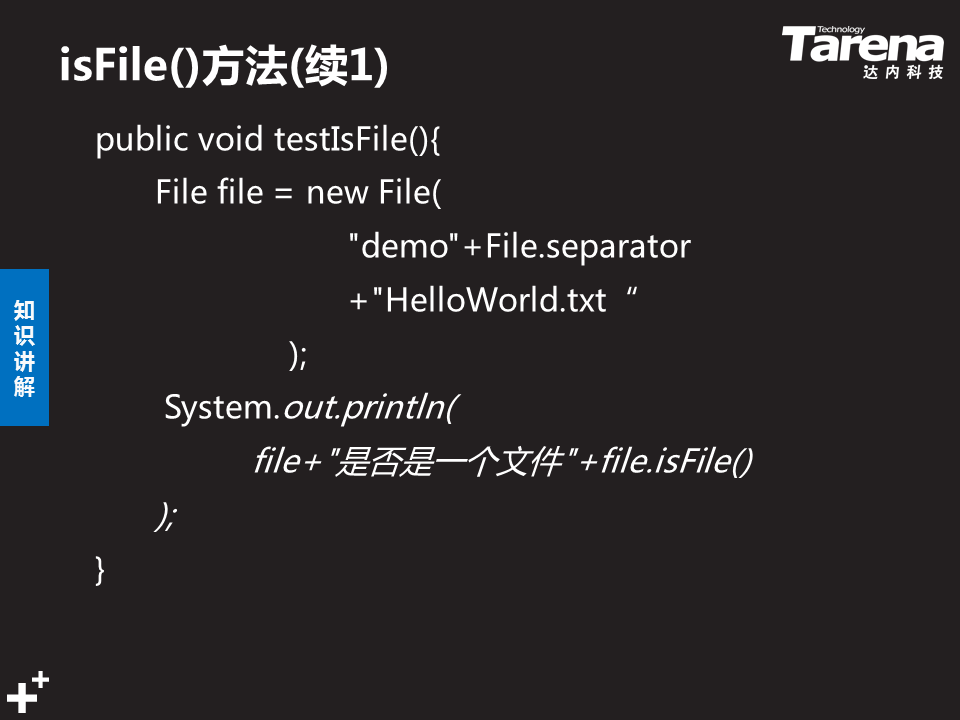 isFile()方法(续1)
Technology
Tarena
达内科技
public void testIsFile(){
File file = new File(
"demo"+File.separator
+"HelloWorld.txt “
);
System.out.println(
file+"是否是一个文件"+file.isFile()
);
}
知
识
讲
解